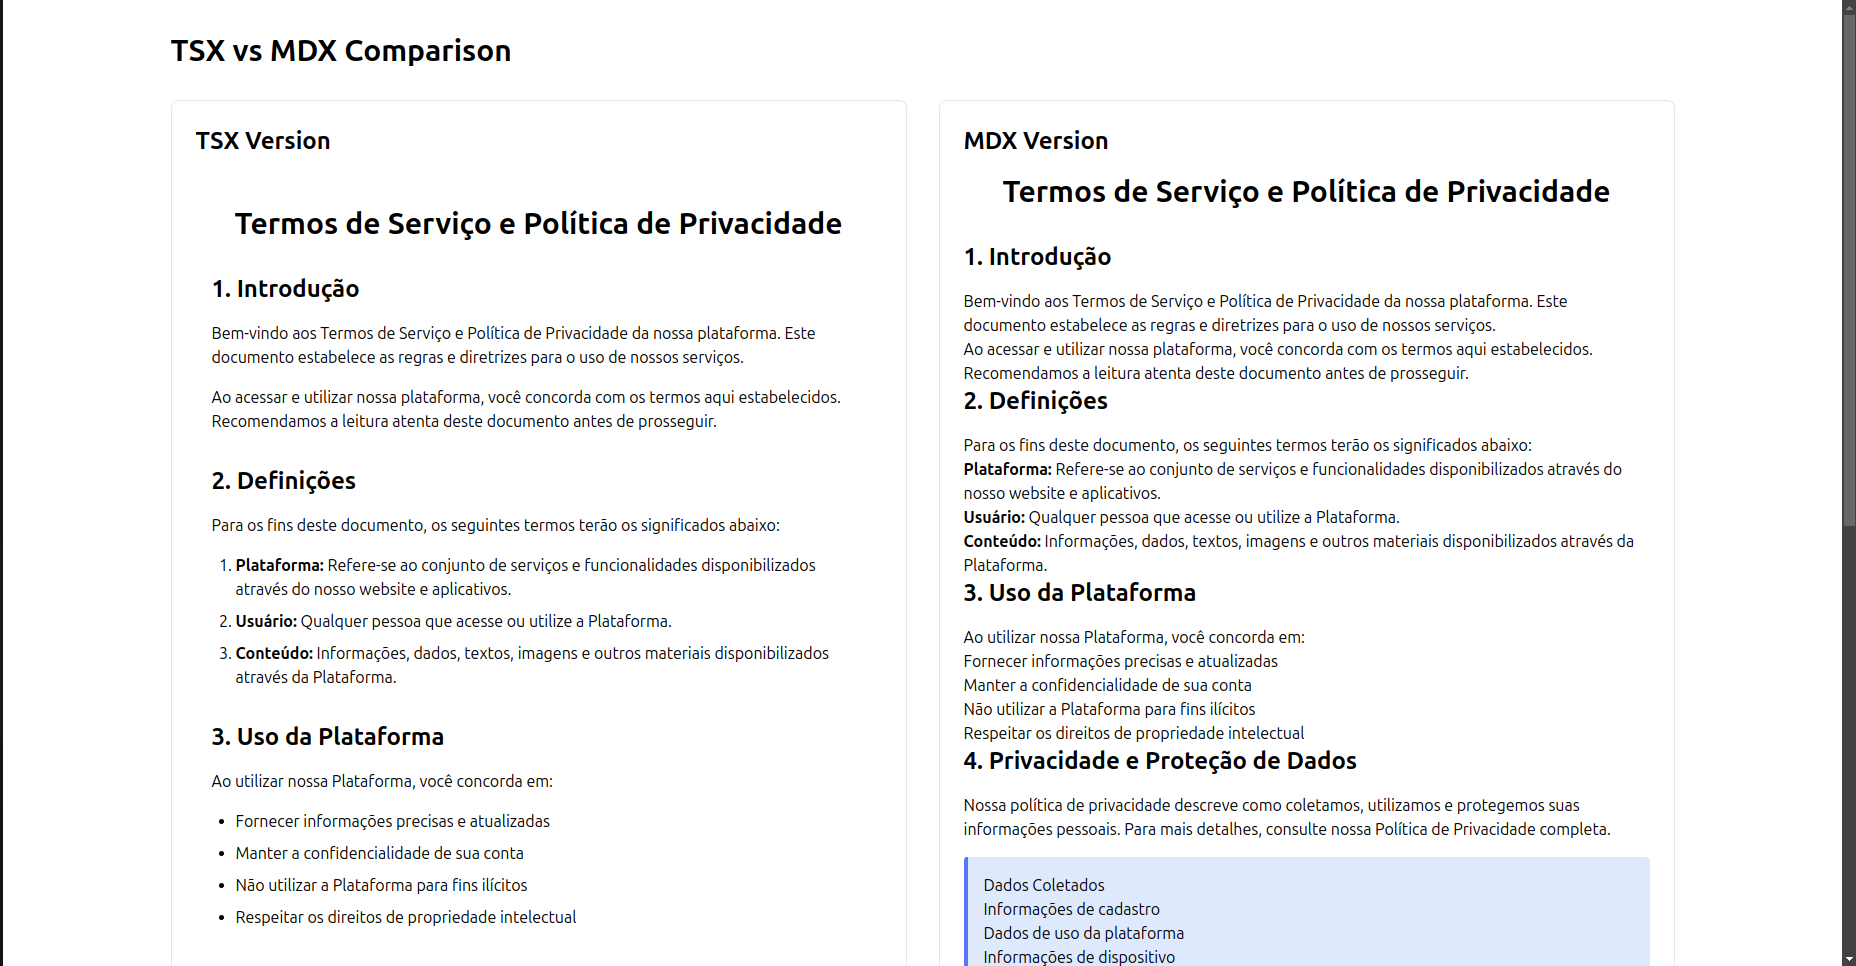 TSX vs MDX Comparison
TSX Version
Termos de Serviço e Política de Privacidade
1. Introdução
Bem-vindo aos Termos de Serviço e Política de Privacidade da nossa plataforma. Este
documento estabelece as regras e diretrizes para o uso de nossos serviços.
Ao acessar e utilizar nossa plataforma, você concorda com os termos aqui estabelecidos.
Recomendamos a leitura atenta deste documento antes de prosseguir.
2. Definições
Para os fins deste documento, os seguintes termos terão os significados abaixo:
1. Plataforma: Refere-se ao conjunto de serviços e funcionalidades disponibilizados
através do nosso website e aplicativos.
2. Usuário: Qualquer pessoa que acesse ou utilize a Plataforma.
3. Conteúdo: Informações, dados, textos, imagens e outros materiais disponibilizados
através da Plataforma.
3. Uso da Plataforma
Ao utilizar nossa Plataforma, você concorda em:
• Fornecer informações precisas e atualizadas
• Manter a confidencialidade de sua conta
• Não utilizar a Plataforma para fins ilícitos
• Respeitar os direitos de propriedade intelectual
MDX Version
Termos de Serviço e Política de Privacidade
1. Introdução
Bem-vindo aos Termos de Serviço e Política de Privacidade da nossa plataforma. Este
documento estabelece as regras e diretrizes para o uso de nossos serviços.
Ao acessar e utilizar nossa plataforma, você concorda com os termos aqui estabelecidos.
Recomendamos a leitura atenta deste documento antes de prosseguir.
2. Definições
Para os fins deste documento, os seguintes termos terão os significados abaixo:
Plataforma: Refere-se ao conjunto de serviços e funcionalidades disponibilizados através do
nosso website e aplicativos.
Usuário: Qualquer pessoa que acesse ou utilize a Plataforma.
Conteúdo: Informações, dados, textos, imagens e outros materiais disponibilizados através da
Plataforma.
3. Uso da Plataforma
Ao utilizar nossa Plataforma, você concorda em:
Fornecer informações precisas e atualizadas
Manter a confidencialidade de sua conta
Não utilizar a Plataforma para fins ilícitos
Respeitar os direitos de propriedade intelectual
4. Privacidade e Proteção de Dados
Nossa política de privacidade descreve como coletamos, utilizamos e protegemos suas
informações pessoais. Para mais detalhes, consulte nossa Política de Privacidade completa.
Dados Coletados
Informações de cadastro
Dados de uso da plataforma
Informações de dispositivo